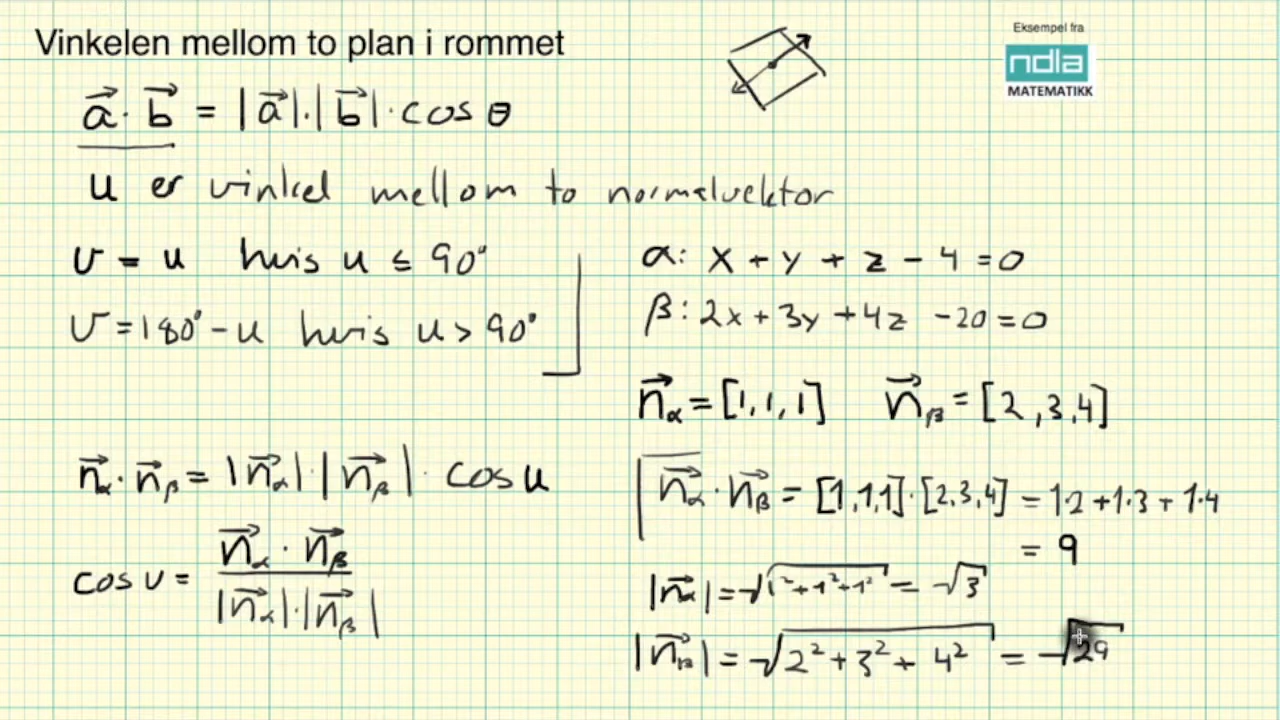 Vinkelen mellom to plan i rommet
Eksempel fra
ndla
MATEMATIKK
a⃗ · b⃗ = |a⃗|·|b⃗|·cos θ
u er vinkel mellom to normalvektor
v = u hvis u ≤ 90°
v = 180° - u hvis u > 90°
α: x + y + z - 4 = 0
β: 2x + 3y + 4z - 20 = 0
n⃗α = [1, 1, 1] n⃗β = [2, 3, 4]
n⃗α · n⃗β = |n⃗α|·|n⃗β| · cos u
cos u = (n⃗α · n⃗β) / (|n⃗α|·|n⃗β|)
n⃗α · n⃗β = [1,1,1]·[2,3,4] = 1·2 + 1·3 + 1·4
= 9
|n⃗α| = √(1² + 1² + 1²) = √3
|n⃗β| = √(2² + 3² + 4²) = √29